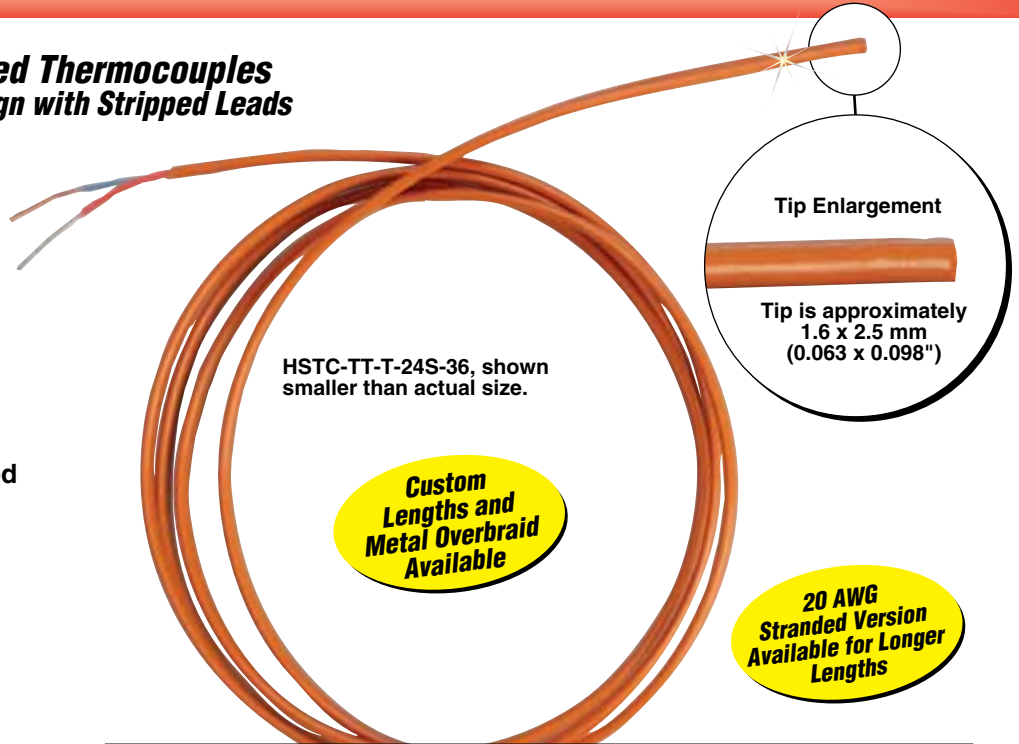 ed Thermocouples
gn with Stripped Leads
Tip Enlargement
Tip is approximately
1.6 x 2.5 mm
(0.063 x 0.098")
HSTC-TT-T-24S-36, shown
smaller than actual size.
d
Custom
Lengths and
Metal Overbraid
Available
20 AWG
Stranded Version
Available for Longer
Lengths